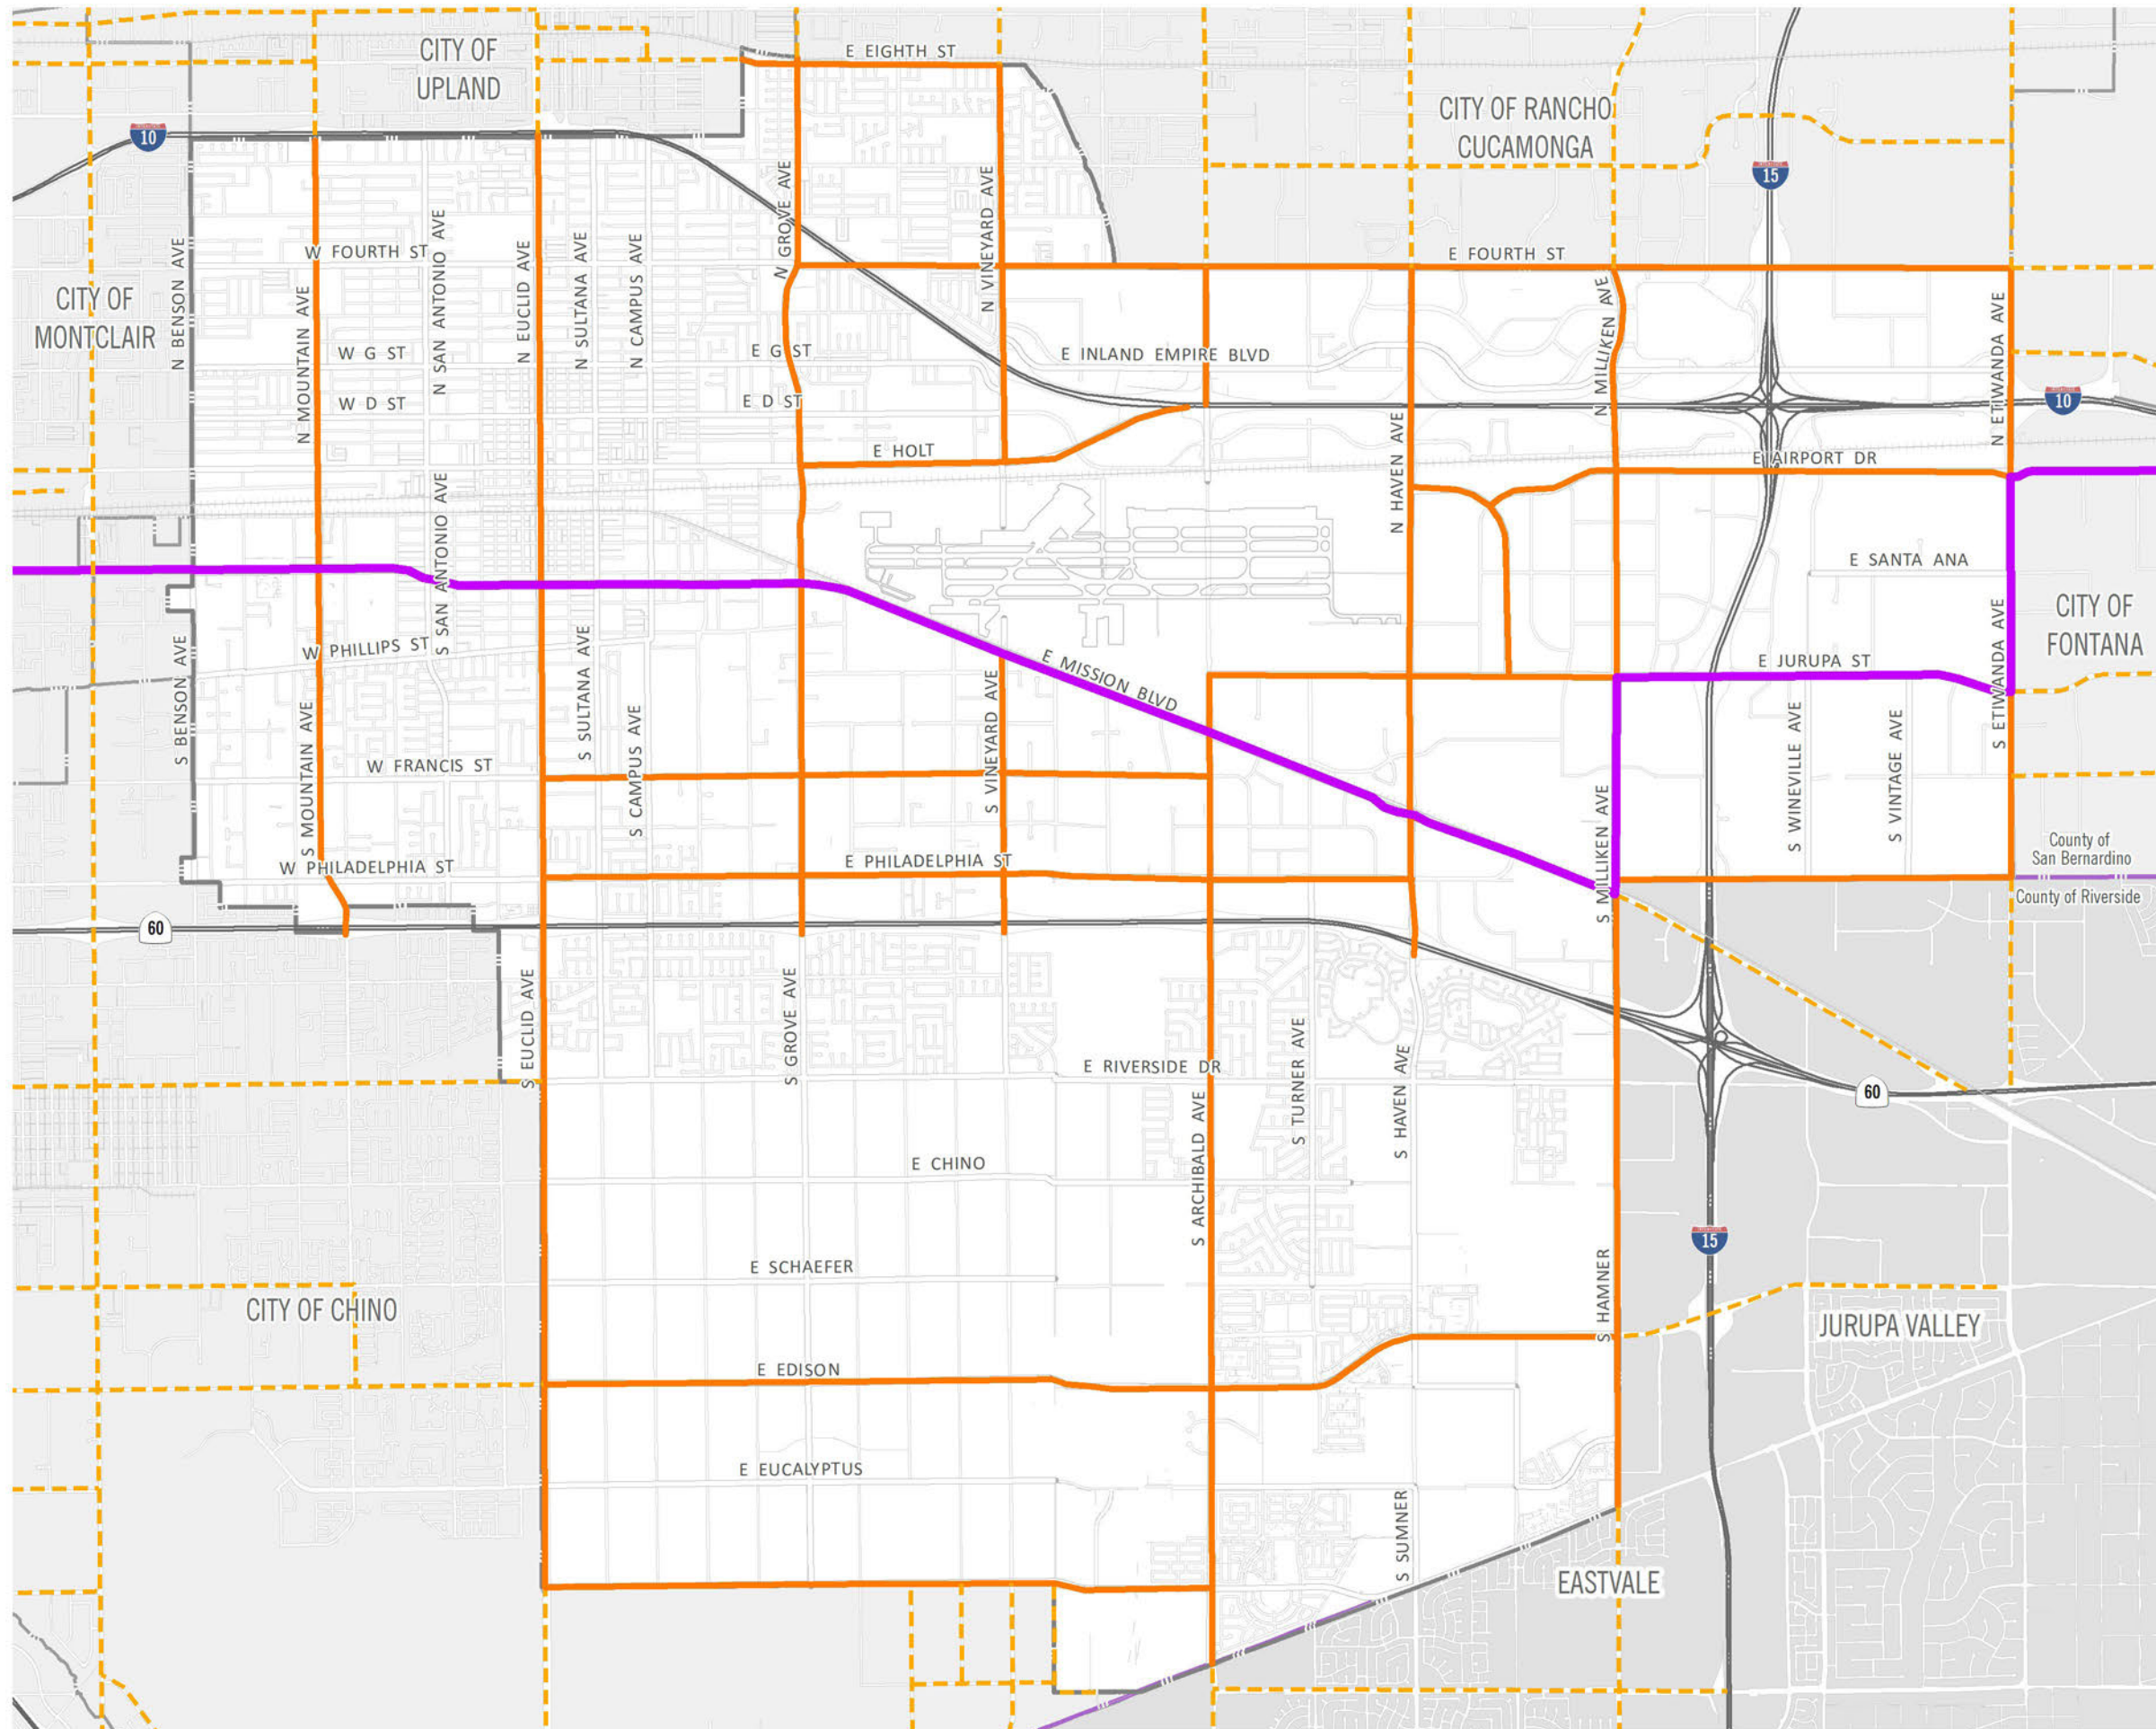 E EIGHTH ST
CITY OF
UPLAND
CITY OF RANCHO
CUCAMONGA
10
15
N GROVE AVE
N VINEYARD AVE
W FOURTH ST
E FOURTH ST
N BENSON AVE
N SAN ANTONIO AVE
N EUCLID AVE
N SULTANA AVE
N CAMPUS AVE
CITY OF
MONTCLAIR
N MOUNTAIN AVE
N MILLIKEN AVE
N ETIWANDA AVE
W G ST
E G ST
E INLAND EMPIRE BLVD
W D ST
E D ST
10
E HOLT
N HAVEN AVE
E AIRPORT DR
S SAN ANTONIO AVE
E SANTA ANA
CITY OF
FONTANA
S BENSON AVE
W PHILLIPS ST
S SULTANA AVE
E MISSION BLVD
E JURUPA ST
S ETIWANDA AVE
S MOUNTAIN AVE
S CAMPUS AVE
S VINEYARD AVE
S WINEVILLE AVE
S VINTAGE AVE
W FRANCIS ST
S MILLIKEN AVE
W PHILADELPHIA ST
E PHILADELPHIA ST
County of
San Bernardino
County of Riverside
60
S EUCLID AVE
S GROVE AVE
E RIVERSIDE DR
S TURNER AVE
S HAVEN AVE
60
S ARCHIBALD AVE
E CHINO
15
E SCHAEFER
S HAMNER
CITY OF CHINO
JURUPA VALLEY
E EDISON
E EUCALYPTUS
S SUMNER
EASTVALE